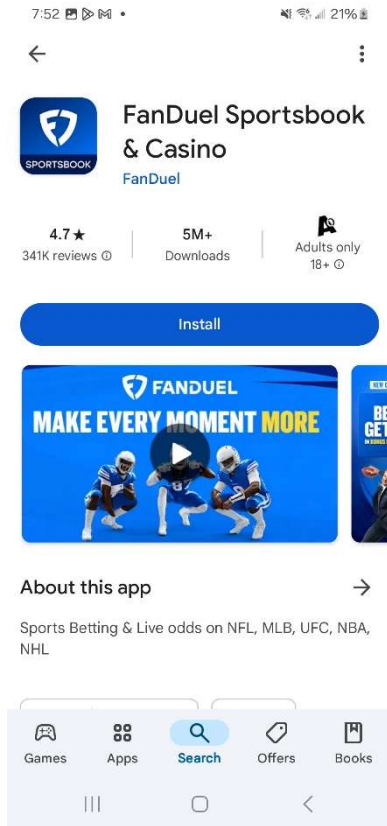 7:52
21%
FanDuel Sportsbook
& Casino
FanDuel
SPORTSBOOK
4.7★
341K reviews
5M+
Downloads
Adults only
18+
Install
FANDUEL
MAKE EVERY MOMENT MORE
87
About this app
Sports Betting & Live odds on NFL, MLB, UFC, NBA,
NHL
Games
Apps
Search
Offers
Books